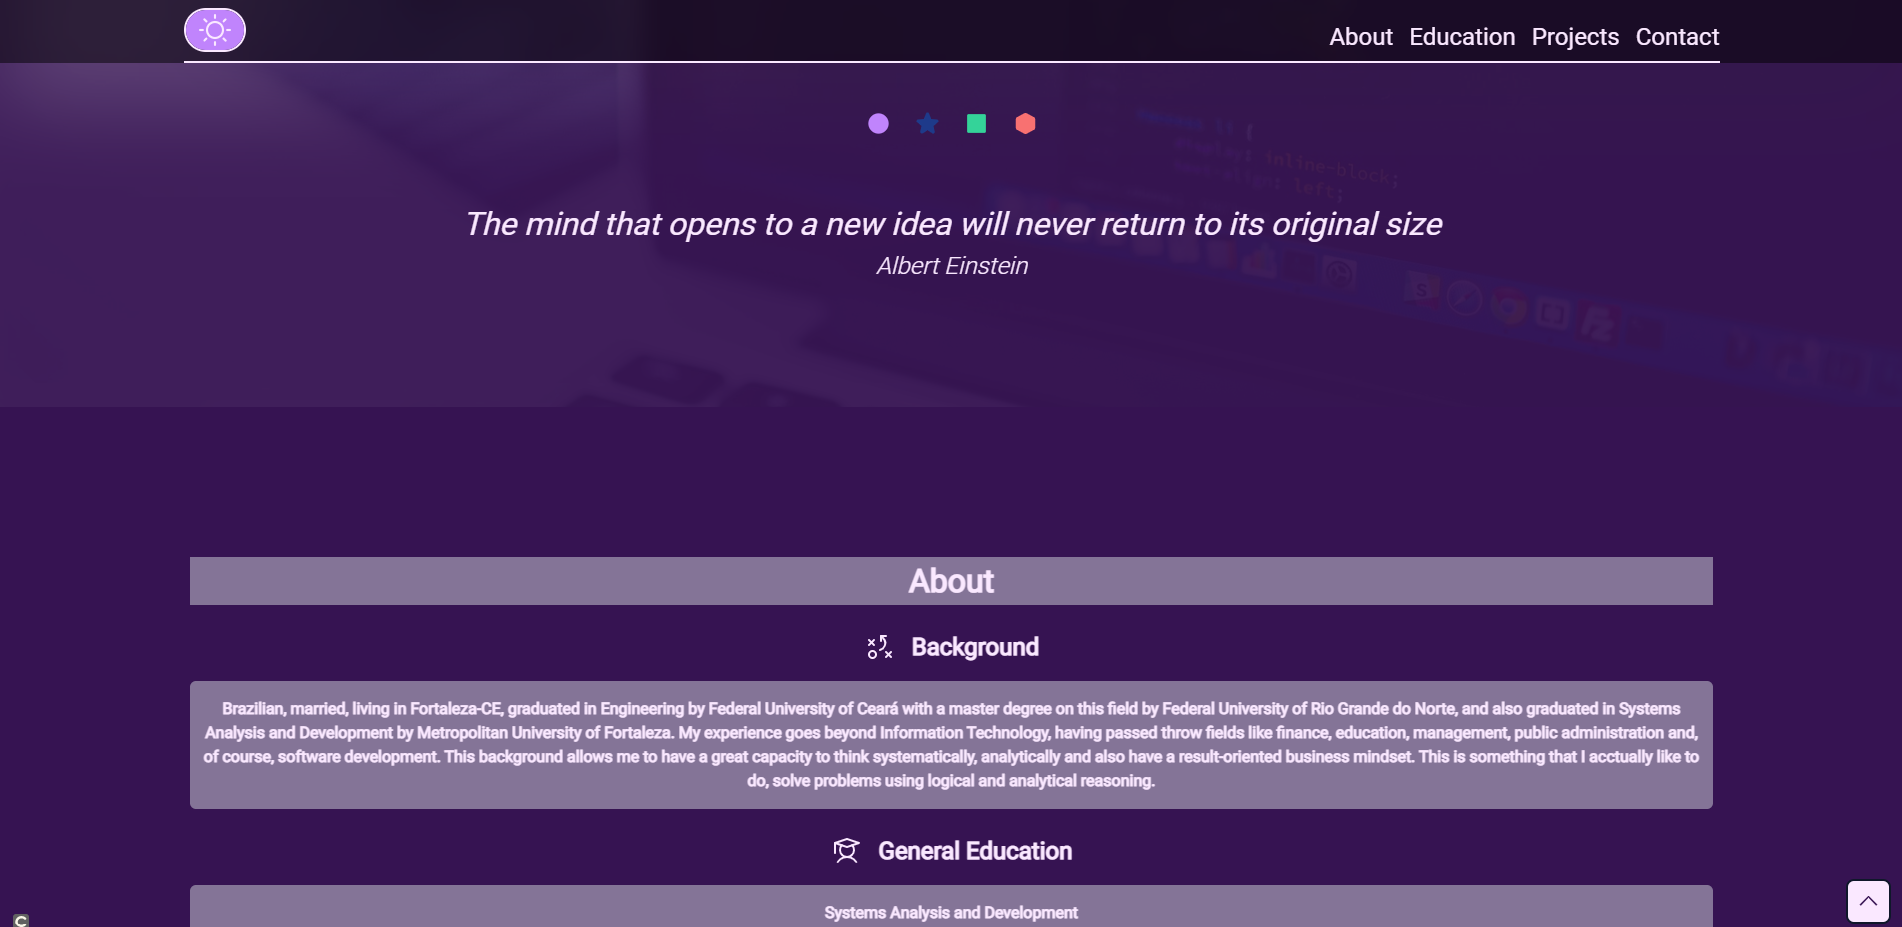 About Education Projects Contact
inline-block;
left;
The mind that opens to a new idea will never return to its original size
Albert Einstein
About
Background
Brazilian, married, living in Fortaleza-CE, graduated in Engineering by Federal University of Ceará with a master degree on this field by Federal University of Rio Grande do Norte, and also graduated in Systems
Analysis and Development by Metropolitan University of Fortaleza. My experience goes beyond Information Technology, having passed throw fields like finance, education, management, public administration and,
of course, software development. This background allows me to have a great capacity to think systematically, analytically and also have a result-oriented business mindset. This is something that I acctually like to
do, solve problems using logical and analytical reasoning.
General Education
Systems Analysis and Development